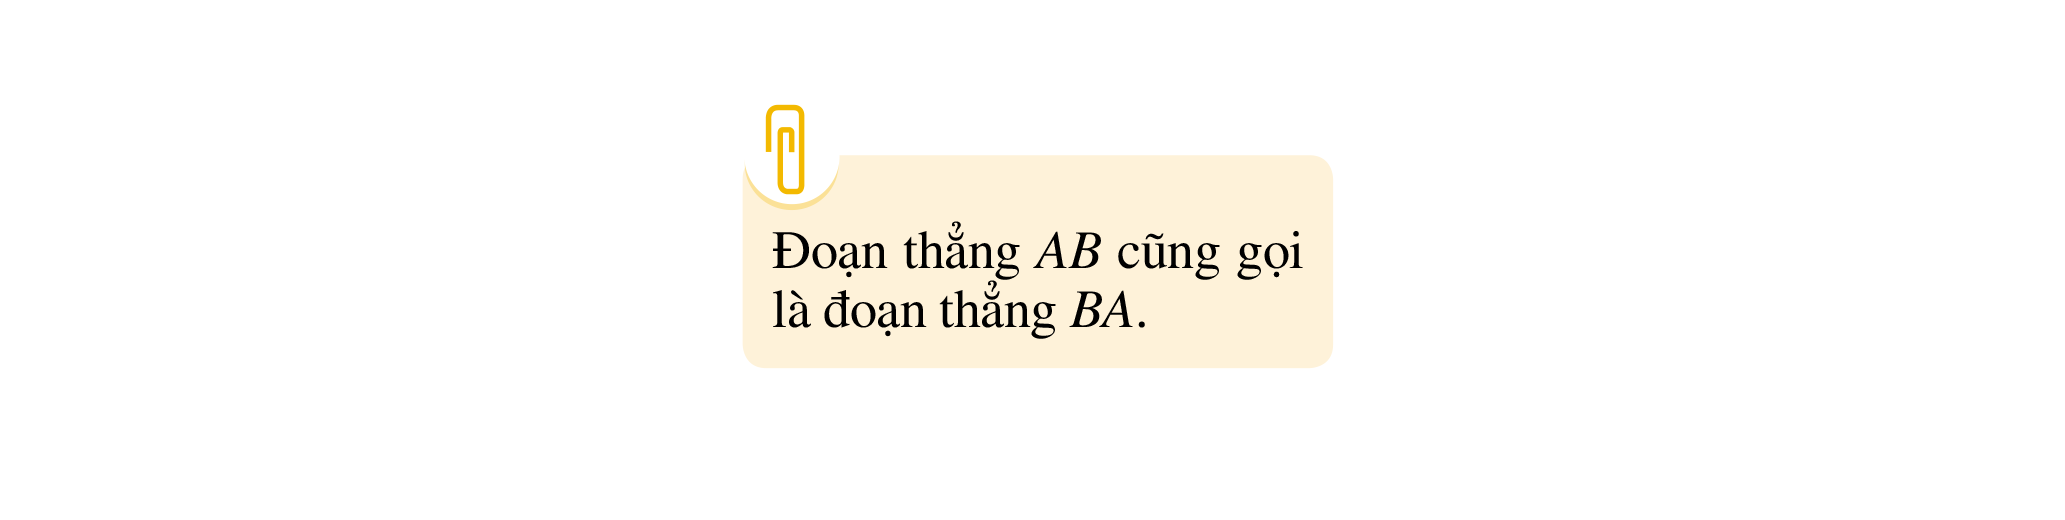 Đoạn thẳng AB cũng gọi
là đoạn thẳng BA.